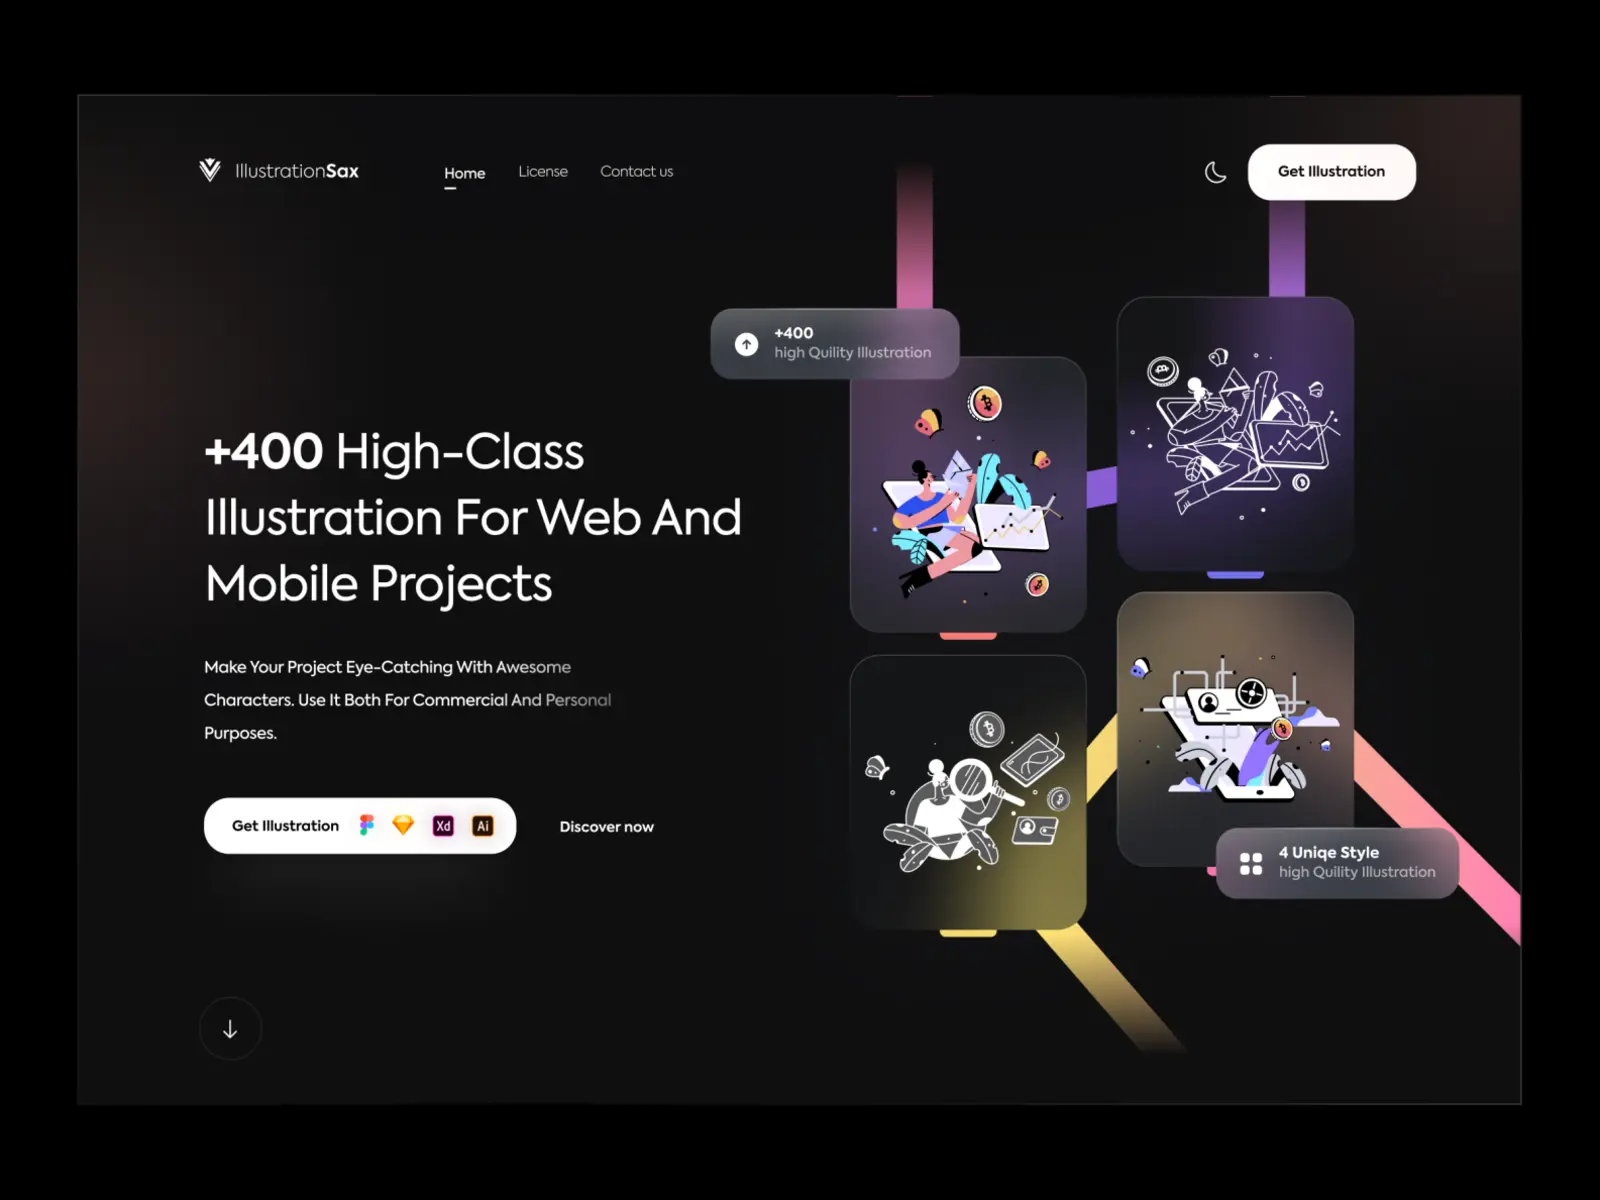 IllustrationSax
Home
License
Contact us
Get Illustration
+400
high Quility Illustration
+400 High-Class
Illustration For Web And
Mobile Projects
Make Your Project Eye-Catching With Awesome
Characters. Use It Both For Commercial And Personal
Purposes.
Get Illustration
Xd
Ai
Discover now
4 Uniqe Style
high Quility Illustration